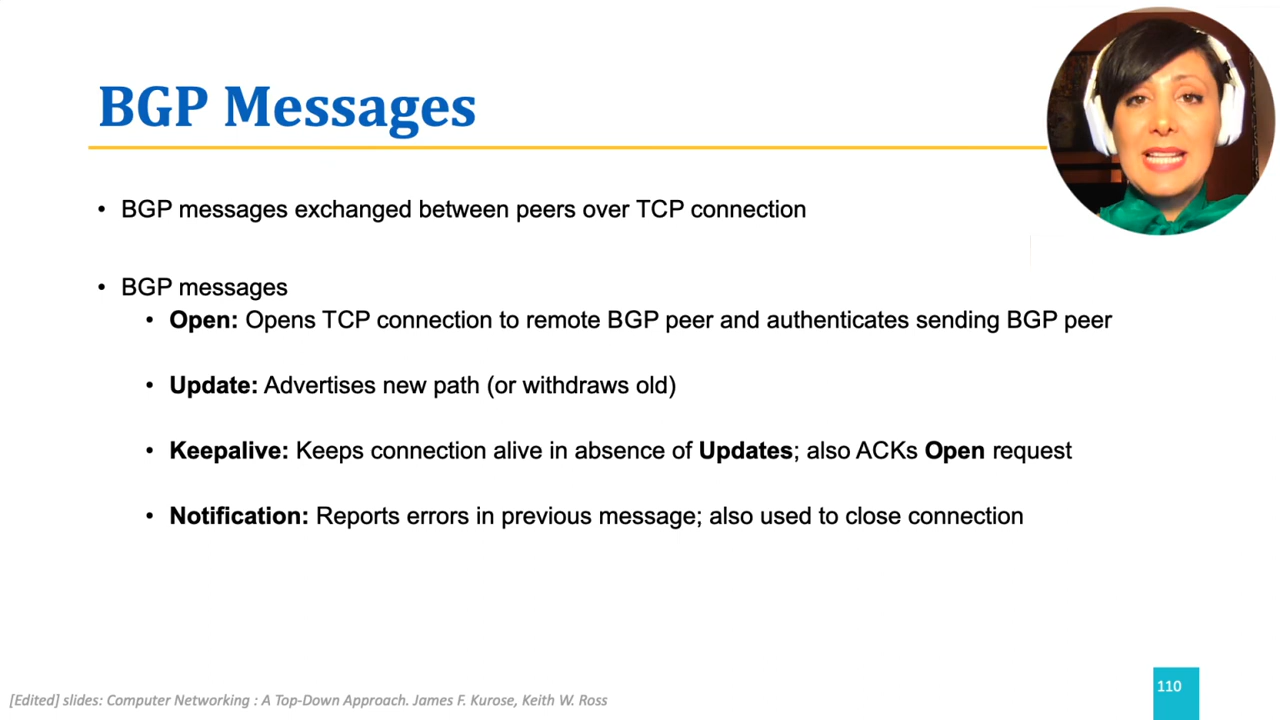 BGP Messages
• BGP messages exchanged between peers over TCP connection
• BGP messages
• Open: Opens TCP connection to remote BGP peer and authenticates sending BGP peer
• Update: Advertises new path (or withdraws old)
• Keepalive: Keeps connection alive in absence of Updates; also ACKs Open request
• Notification: Reports errors in previous message; also used to close connection
[Edited] slides: Computer Networking : A Top-Down Approach. James F. Kurose, Keith W. Ross
110